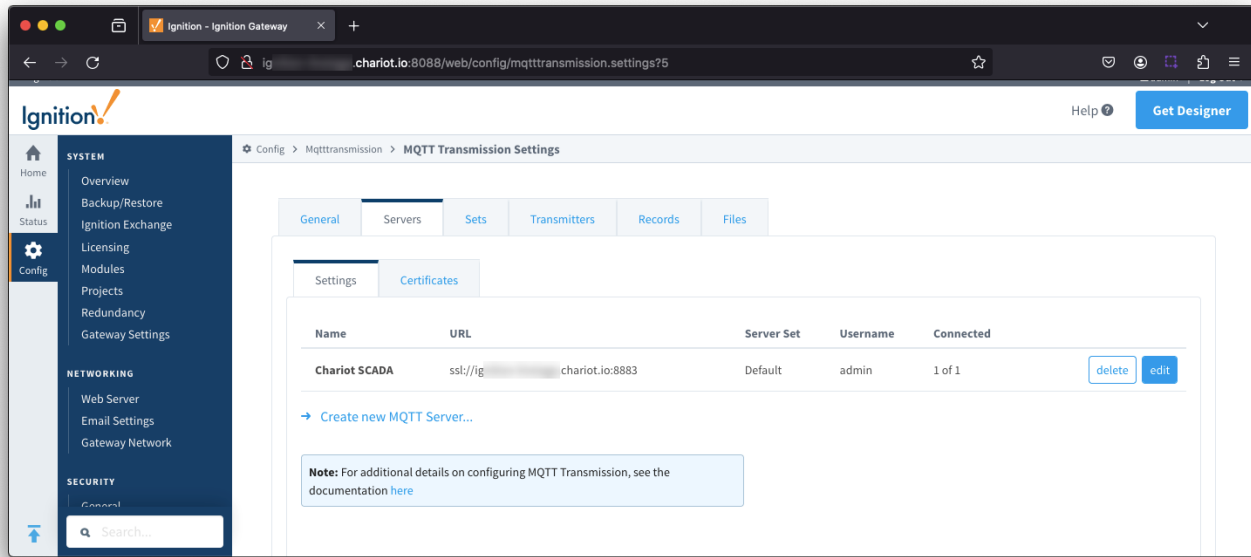 Ignition - Ignition Gateway
ig .chariot.io:8088/web/config/mqtttransmission.settings?5
Ignition!
Help
Get Designer
Home
Status
Config
SYSTEM
Overview
Backup/Restore
Ignition Exchange
Licensing
Modules
Projects
Redundancy
Gateway Settings
NETWORKING
Web Server
Email Settings
Gateway Network
SECURITY
General
Search...
Config > Mqtttransmission > MQTT Transmission Settings
General Servers Sets Transmitters Records Files
Settings Certificates
Name URL Server Set Username Connected
Chariot SCADA ssl://ig chariot.io:8883 Default admin 1 of 1 delete edit
Create new MQTT Server...
Note: For additional details on configuring MQTT Transmission, see the
documentation here